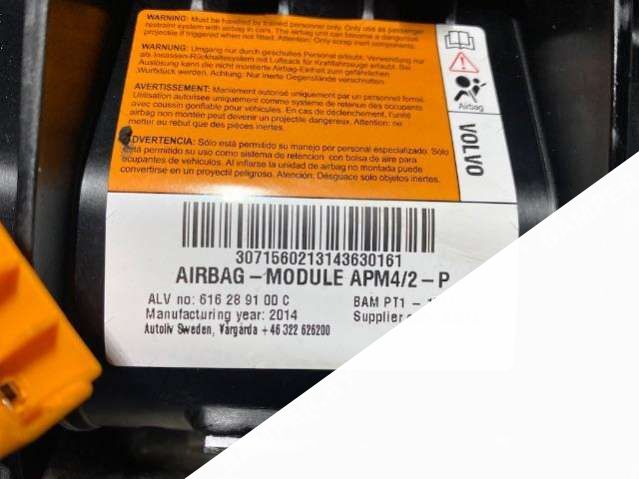 WARNING: Must be handled by trained personnel only. Only use as passenger
restraint system with airbag in cars. The airbag unit can become a dangerous
projectile if triggered when not fitted. Only scrap inert components.
WARNUNG: Umgang nur durch geschultes Personal erlaubt. Verwendung nur
als Insassen-Rückhaltesystem mit Luftsack für Kraftfahrzeuge erlaubt. Bei
Auslösung kann die nicht montierte Airbag-Einheit zum gefährlichen
Wurfstück werden. Achtung: Nur inerte Gegenstände verschrotten.
AVERTISSEMENT: Maniement autorisé uniquement par un personnel formé.
Utilisation autorisée uniquement comme système de retenue des occupants
avec coussin gonflable pour véhicules. En cas de déclenchement, l'unité
airbag non montée peut devenir un projectile dangereux. Attention: ne
mettre au rebut que des pièces inertes.
ADVERTENCIA: Sólo está permitido su manejo por personal especializado. Sólo
está permitido su uso como sistema de retención con bolsa de aire para
ocupantes de vehículos. Al inflarse la unidad de airbag no montada puede
convertirse en un proyectil peligroso. Atención: Desguace solo objetos inertes.
Airbag
VOLVO
3071560213143630161
AIRBAG-MODULE APM4/2-P
ALV no: 616 28 91 00 C
BAM PT1 -
Manufacturing year: 2014
Supplier
Autoliv Sweden, Vårgårda +46 322 626200